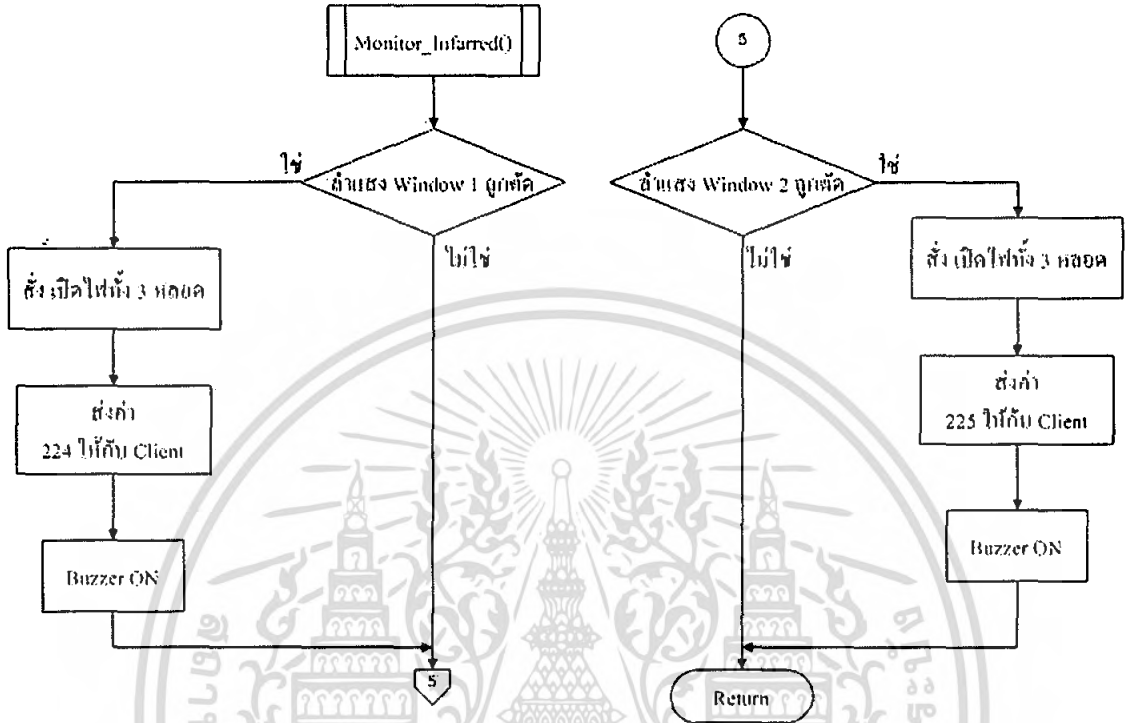 Monitor_Infarred()
ลำแสง Window 1 ถูกตัด
ใช่
ไม่ใช่
สั่ง เปิดไฟทั้ง 3 หลอด
ส่งค่า
224 ให้กับ Client
Buzzer ON
5
5
ลำแสง Window 2 ถูกตัด
ใช่
ไม่ใช่
สั่ง เปิดไฟทั้ง 3 หลอด
ส่งค่า
225 ให้กับ Client
Buzzer ON
Return